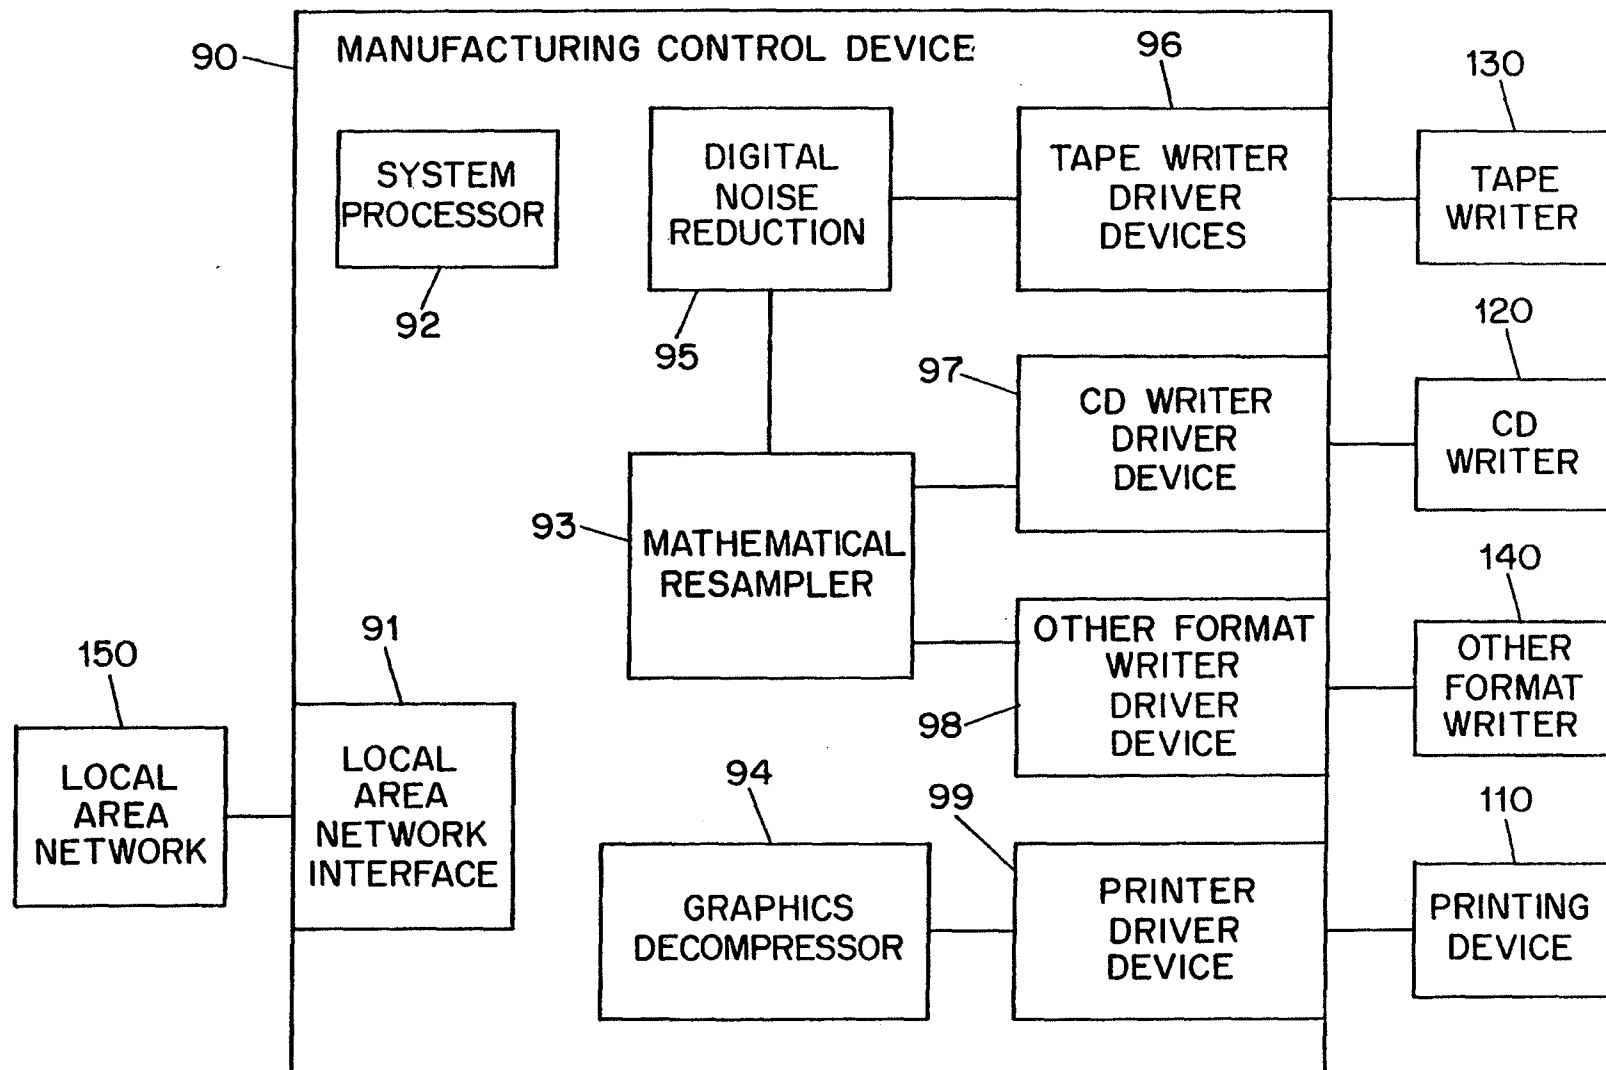 90
MANUFACTURING CONTROL DEVICE
96
130
SYSTEM
PROCESSOR
92
DIGITAL
NOISE
REDUCTION
95
TAPE WRITER
DRIVER
DEVICES
TAPE
WRITER
120
97
CD WRITER
DRIVER
DEVICE
CD
WRITER
93
MATHEMATICAL
RESAMPLER
140
OTHER FORMAT
WRITER
DRIVER
DEVICE
98
OTHER
FORMAT
WRITER
150
LOCAL
AREA
NETWORK
91
LOCAL
AREA
NETWORK
INTERFACE
94
GRAPHICS
DECOMPRESSOR
99
PRINTER
DRIVER
DEVICE
110
PRINTING
DEVICE